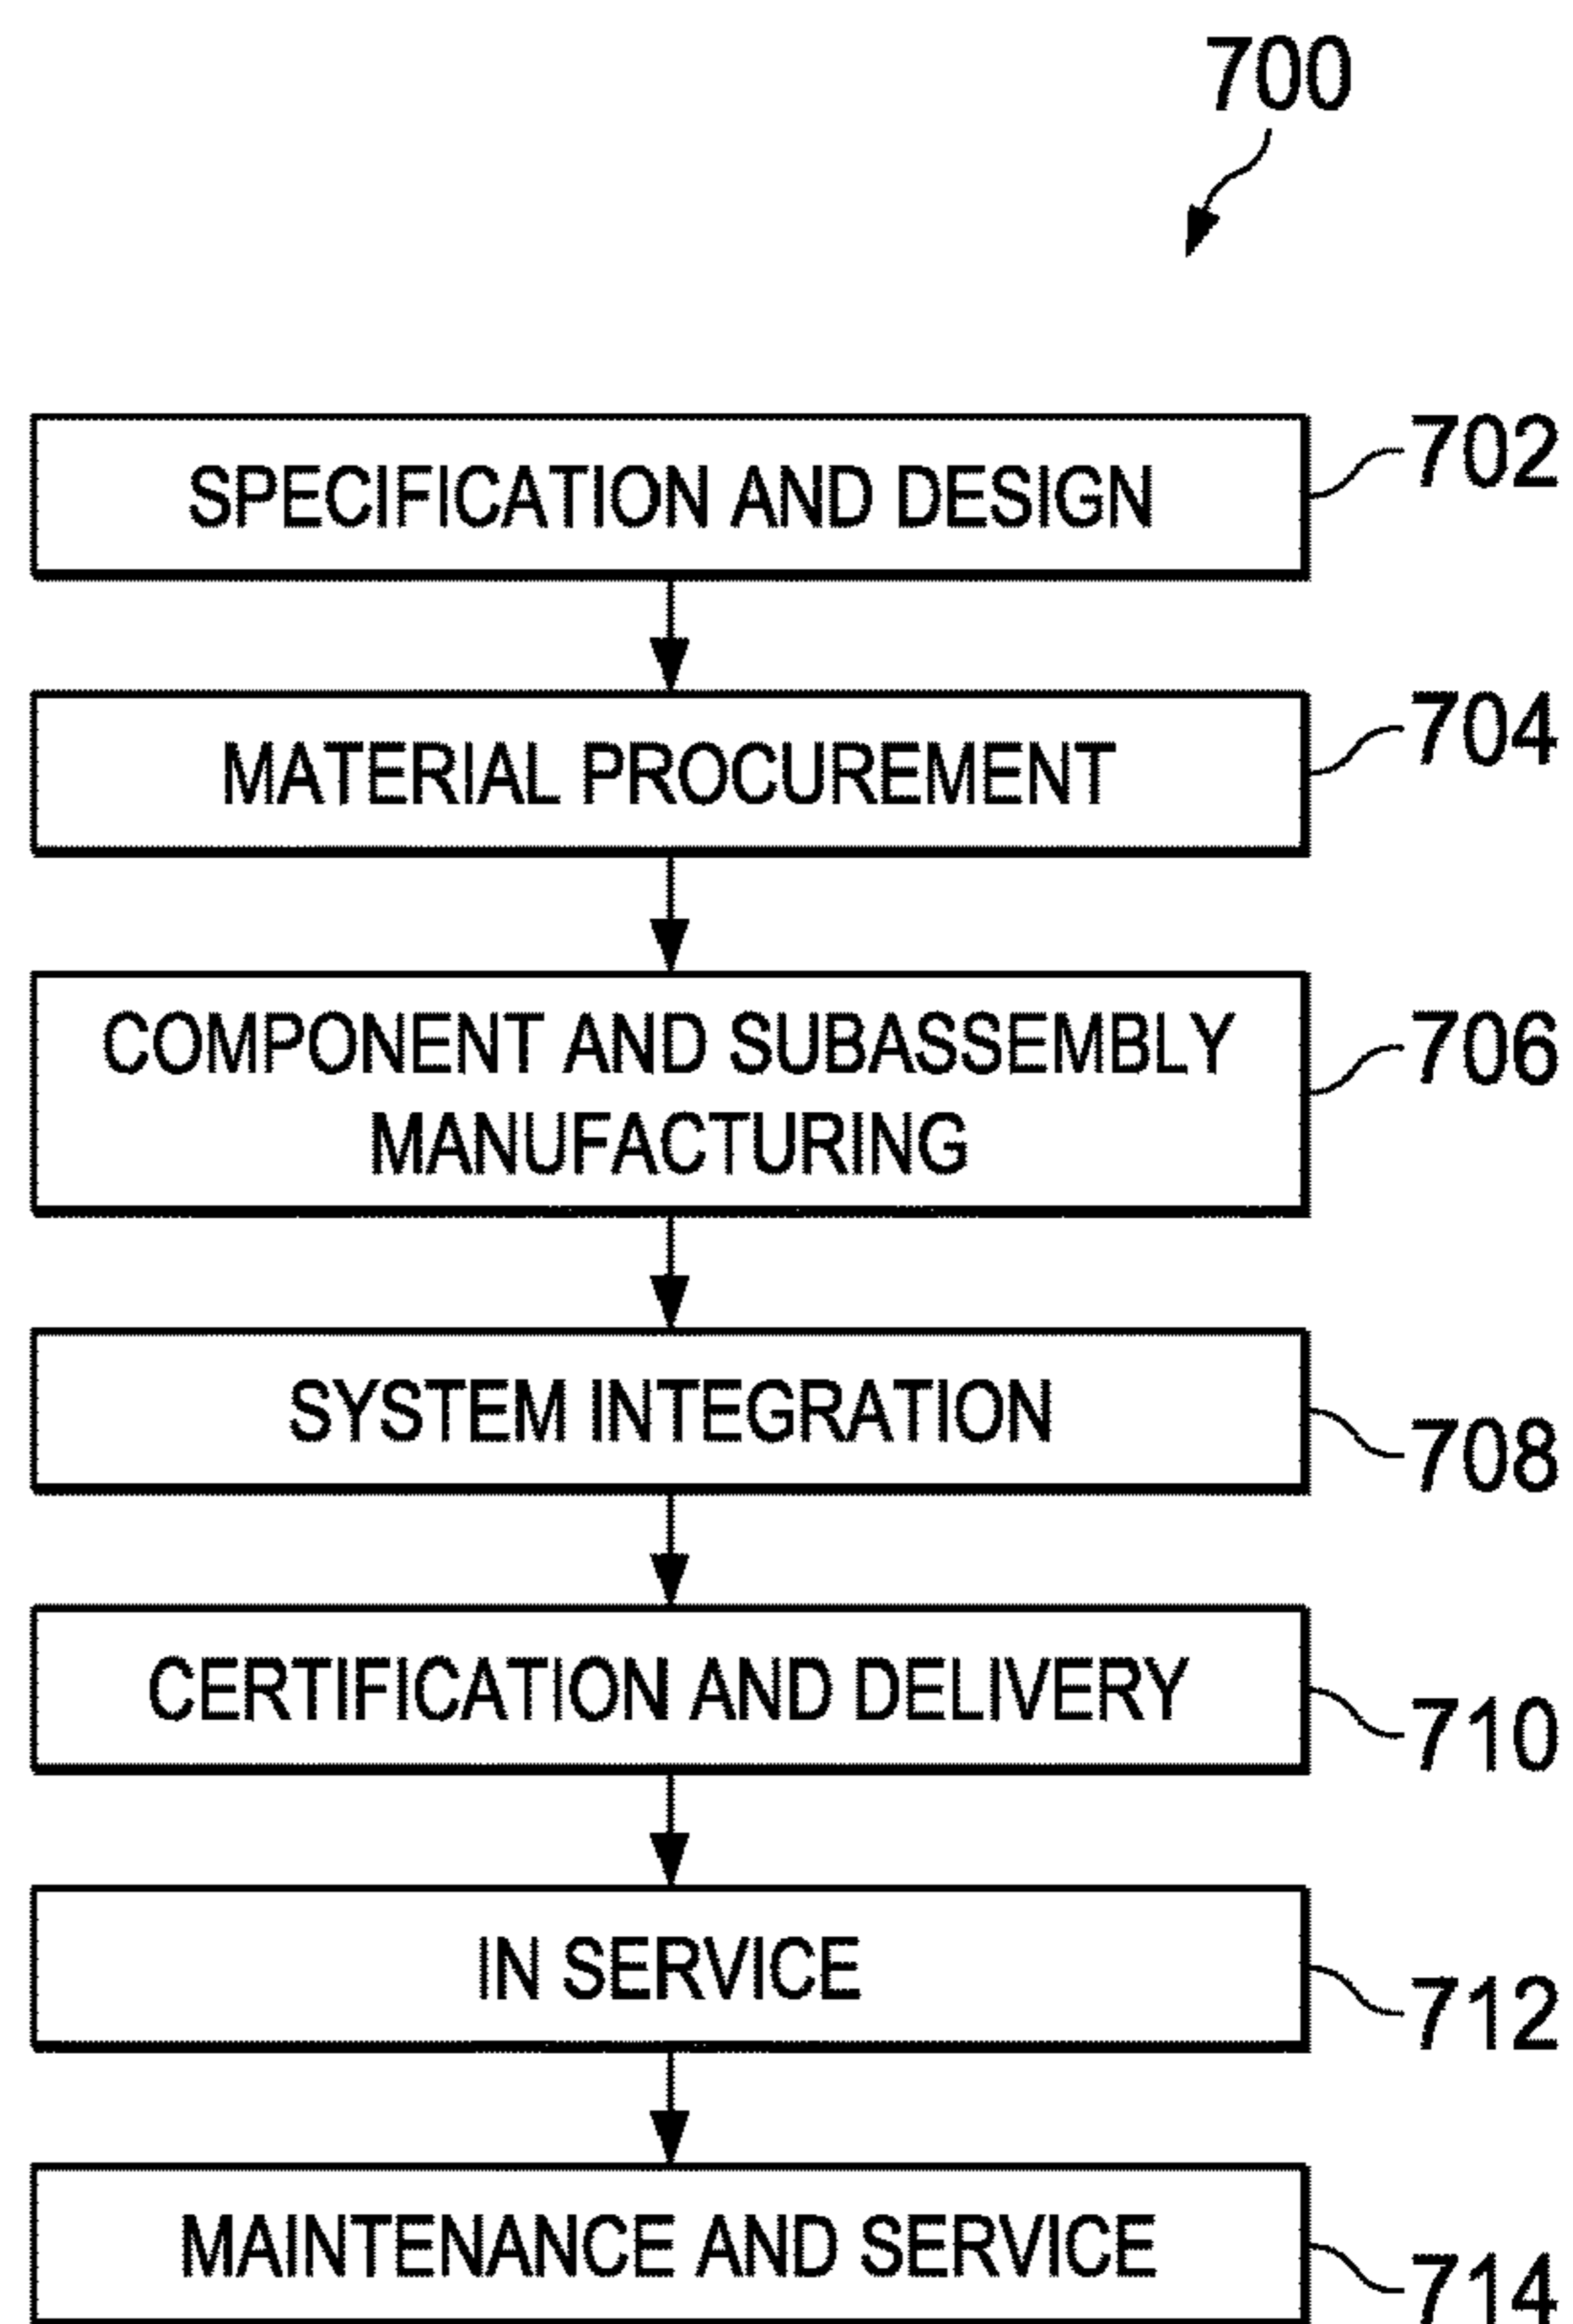 700
SPECIFICATION AND DESIGN
702
MATERIAL PROCUREMENT
704
COMPONENT AND SUBASSEMBLY
MANUFACTURING
706
SYSTEM INTEGRATION
708
CERTIFICATION AND DELIVERY
710
IN SERVICE
712
MAINTENANCE AND SERVICE
714